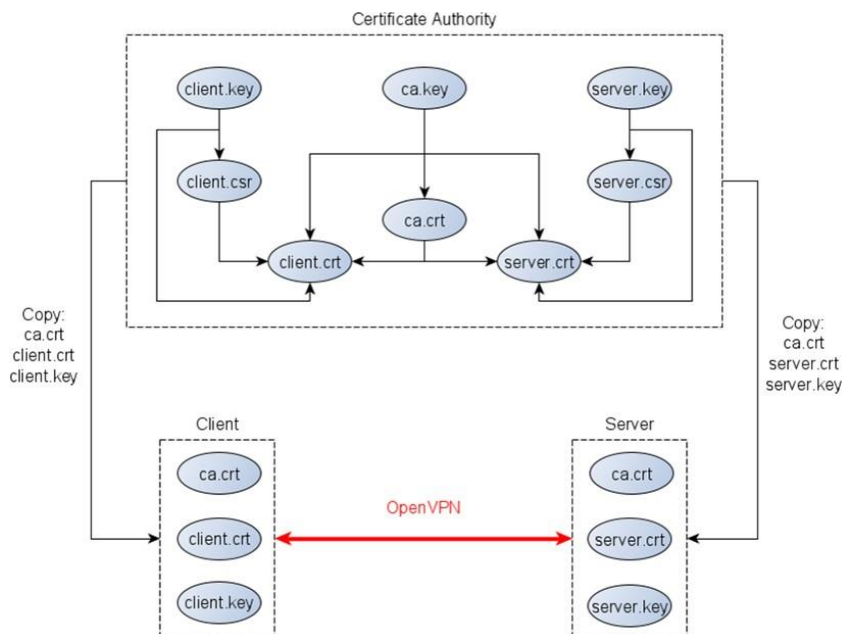 Certificate Authority
client.key
ca.key
server.key
client.csr
server.csr
ca.crt
client.crt
server.crt
Copy:
ca.crt
client.crt
client.key
Copy:
ca.crt
server.crt
server.key
Client
Server
ca.crt
ca.crt
OpenVPN
client.crt
server.crt
client.key
server.key